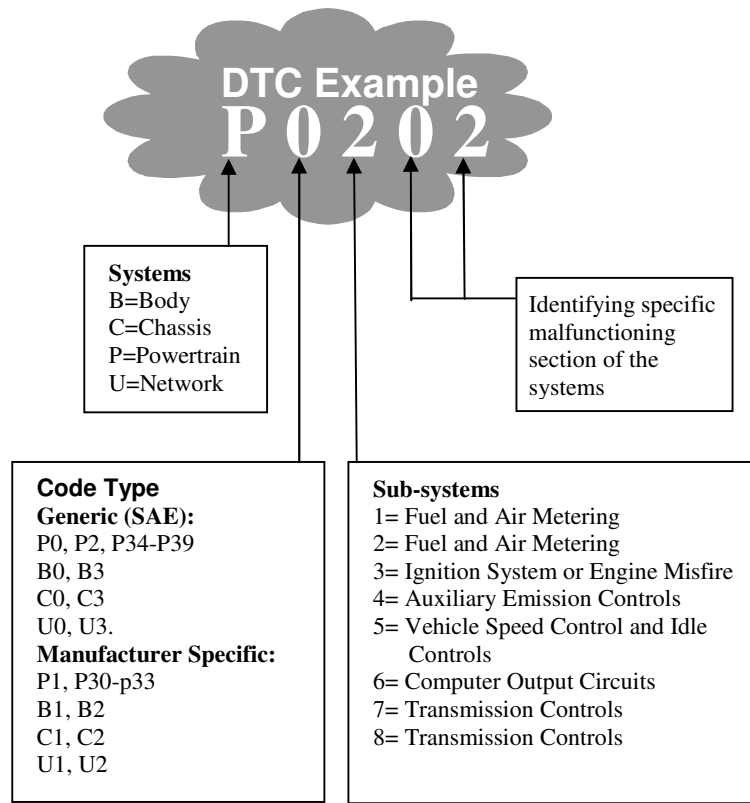 DTC Example
P0202
Systems
B=Body
C=Chassis
P=Powertrain
U=Network
Identifying specific
malfunctioning
section of the
systems
Code Type
Generic (SAE):
P0, P2, P34-P39
B0, B3
C0, C3
U0, U3.
Manufacturer Specific:
P1, P30-p33
B1, B2
C1, C2
U1, U2
Sub-systems
1= Fuel and Air Metering
2= Fuel and Air Metering
3= Ignition System or Engine Misfire
4= Auxiliary Emission Controls
5= Vehicle Speed Control and Idle
Controls
6= Computer Output Circuits
7= Transmission Controls
8= Transmission Controls